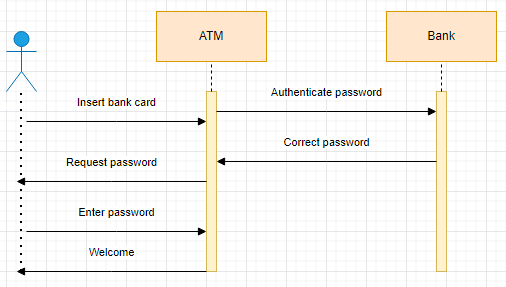 ATM
Bank
Authenticate password
Insert bank card
Correct password
Request password
Enter password
Welcome